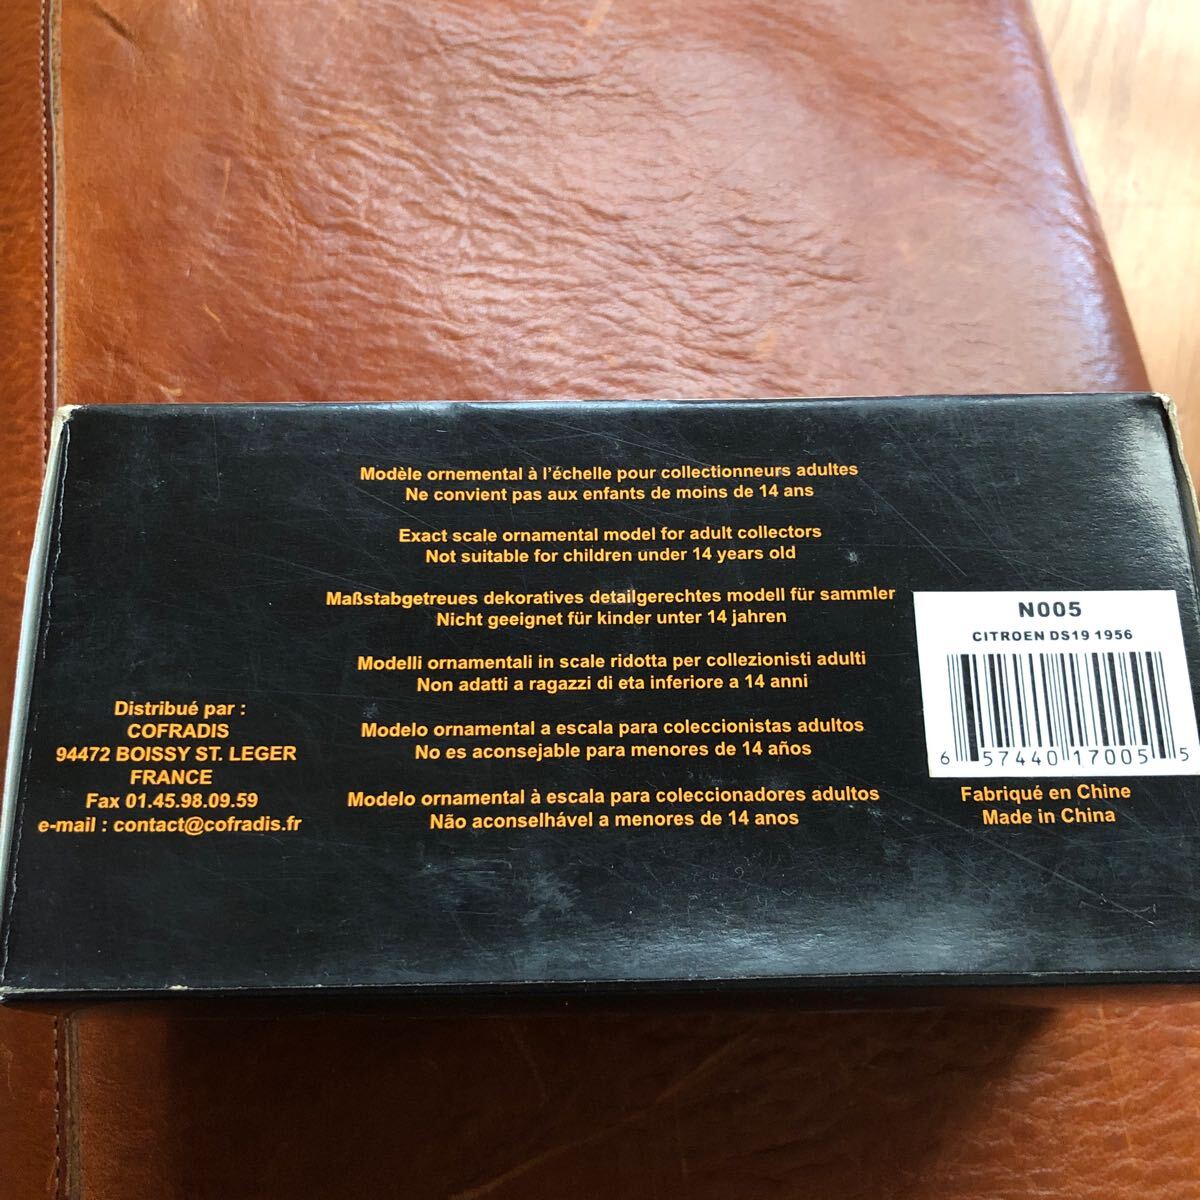 Modèle ornemental à l'échelle pour collectionneurs adultes
Ne convient pas aux enfants de moins de 14 ans
Exact scale ornamental model for adult collectors
Not suitable for children under 14 years old
Maßstabgetreues dekoratives detailgerechtes modell für sammler
Nicht geeignet für kinder unter 14 jahren
Modelli ornamentali in scale ridotta per collezionisti adulti
Non adatti a ragazzi di eta inferiore a 14 anni
Modelo ornamental a escala para coleccionistas adultos
No es aconsejable para menores de 14 años
Modelo ornamental à escala para coleccionadores adultos
Não aconselhável a menores de 14 anos
Distribué par :
COFRADIS
94472 BOISSY ST. LEGER
FRANCE
Fax 01.45.98.09.59
e-mail : contact@cofradis.fr
N005
CITROEN DS19 1956
6 57440 17005 5
Fabriqué en Chine
Made in China